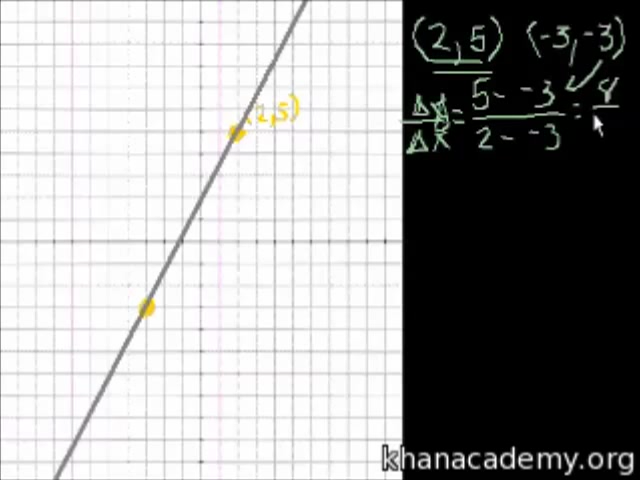 (2,5) (-3,-3)
(2,5)
Δy/Δx = 5 - -3 / 2 - -3 = 8
khanacademy.org